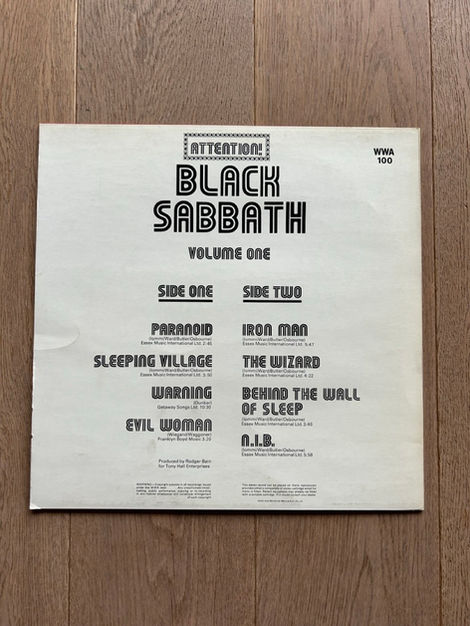 ATTENTION!
WWA
100
BLACK
SABBATH
VOLUME ONE
SIDE ONE
PARANOID
(Iommi/Ward/Butler/Osbourne)
Essex Music International Ltd. 2:45
SLEEPING VILLAGE
(Iommi/Ward/Butler/Osbourne)
Essex Music International Ltd.
WARNING
(Dunbar)
Getaway Songs Ltd. 10:30
EVIL WOMAN
(Wiegand/Waggoner)
Franklyn Boyd Music 3:20
Produced by Rodger Bain
for Tony Hall Enterprises
SIDE TWO
IRON MAN
(Iommi/Ward/Butler/Osbourne)
Essex Music International Ltd. 5:47
THE WIZARD
(Iommi/Ward/Butler/Osbourne)
Essex Music International Ltd. 4:22
BEHIND THE WALL
OF SLEEP
(Iommi/Ward/Butler/Osbourne)
Essex Music International Ltd. 3:40
N.I.B.
(Iommi/Ward/Butler/Osbourne)
Essex Music International Ltd. 5:58